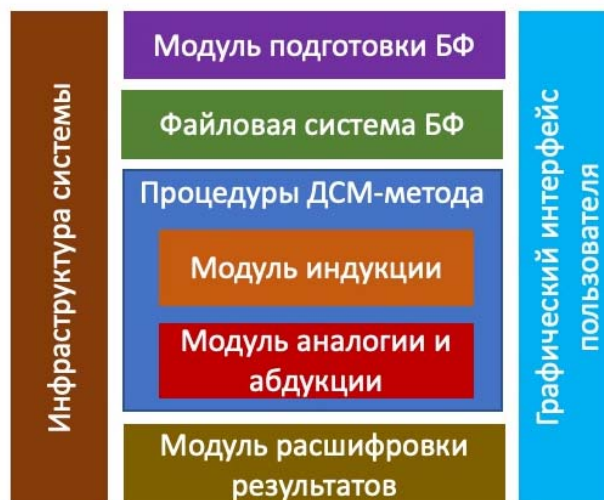 Инфраструктура системы
Модуль подготовки БФ
Файловая система БФ
Процедуры ДСМ-метода
Модуль индукции
Модуль аналогии и
абдукции
Модуль расшифровки
результатов
Графический интерфейс
пользователя